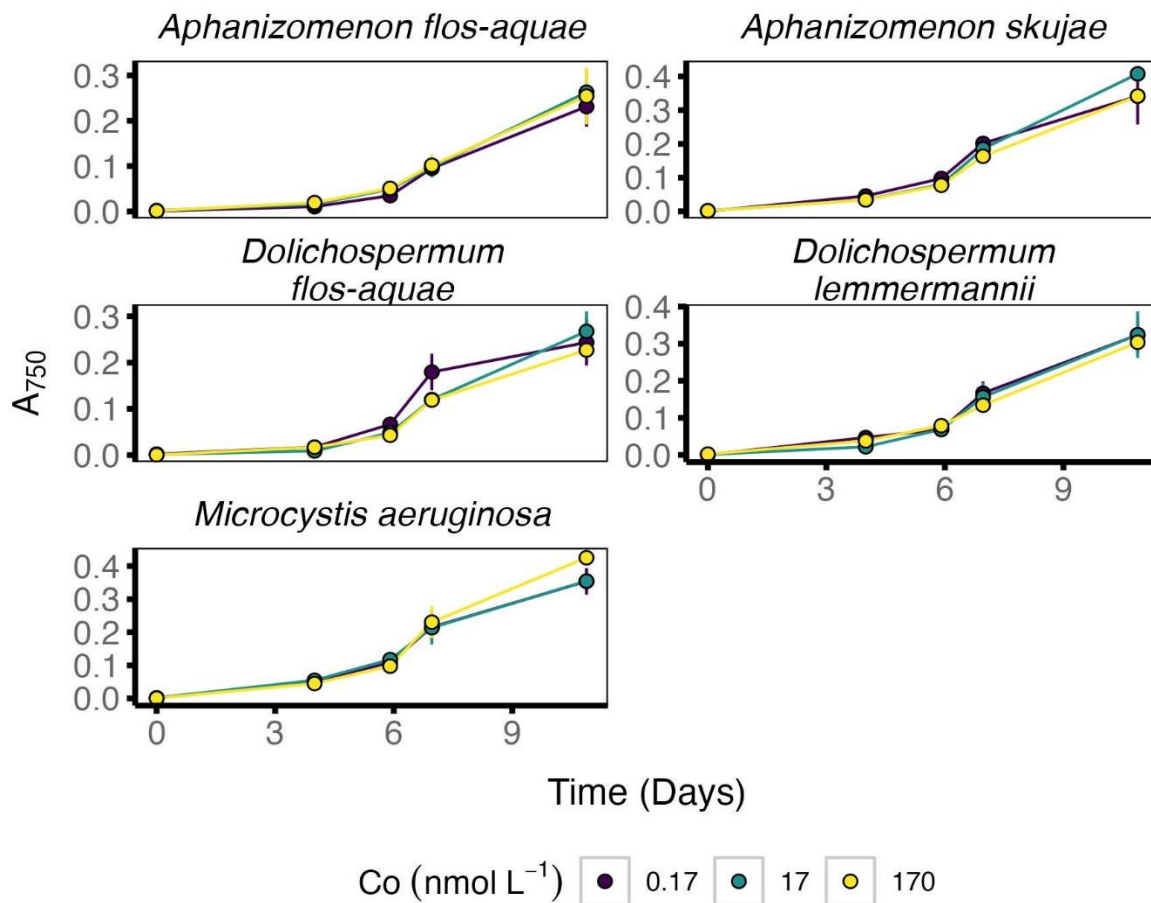 Aphanizomenon flos-aquae
Aphanizomenon skujae
0.3
0.2
0.1
0.0
0.4
0.3
0.2
0.1
0.0
Dolichospermum
flos-aquae
Dolichospermum
lemmermannii
0.3
0.2
0.1
0.0
0.4
0.3
0.2
0.1
0.0
0 3 6 9
A750
Microcystis aeruginosa
0.4
0.3
0.2
0.1
0.0
0 3 6 9
Time (Days)
Co (nmol L⁻¹) 0.17 17 170